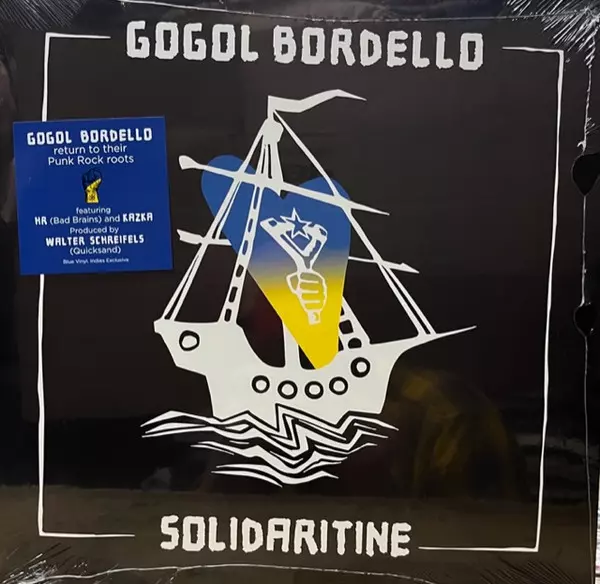 GOGOL BORDELLO
GOGOL BORDELLO
return to their
Punk Rock roots
featuring
HR (Bad Brains) and KAZKA
Produced by
WALTER SCHREIFELS
(Quicksand)
Blue Vinyl, Indies Exclusive
SOLIDARITINE